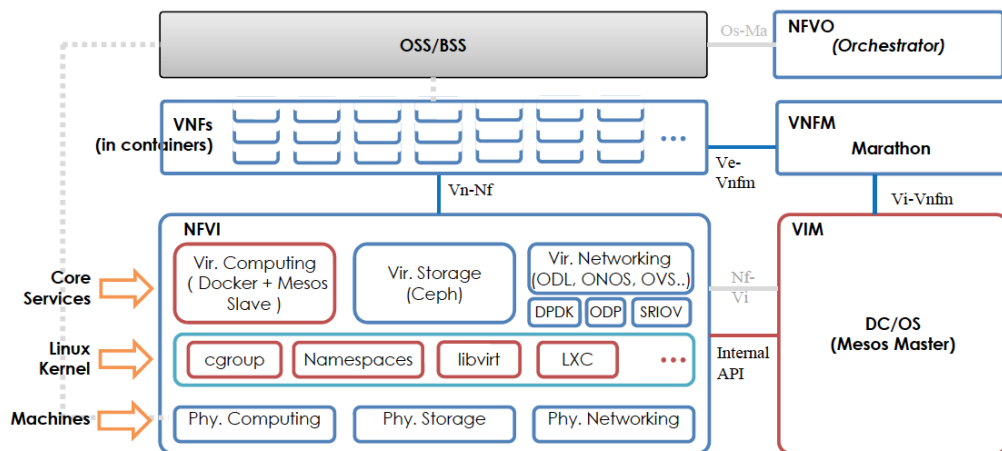 OSS/BSS
Os-Ma
NFVO
(Orchestrator)
VNFs
(in containers)
...
Ve-
Vnfm
VNFM
Marathon
Vn-Nf
Vi-Vnfm
NFVI
VIM
Core
Services
Vir. Computing
( Docker + Mesos
Slave )
Vir. Storage
(Ceph)
Vir. Networking
(ODL, ONOS, OVS..)
DPDK
ODP
SRIOV
Nf-
Vi
DC/OS
(Mesos Master)
Linux
Kernel
cgroup
Namespaces
libvirt
LXC
...
Internal
API
Machines
Phy. Computing
Phy. Storage
Phy. Networking